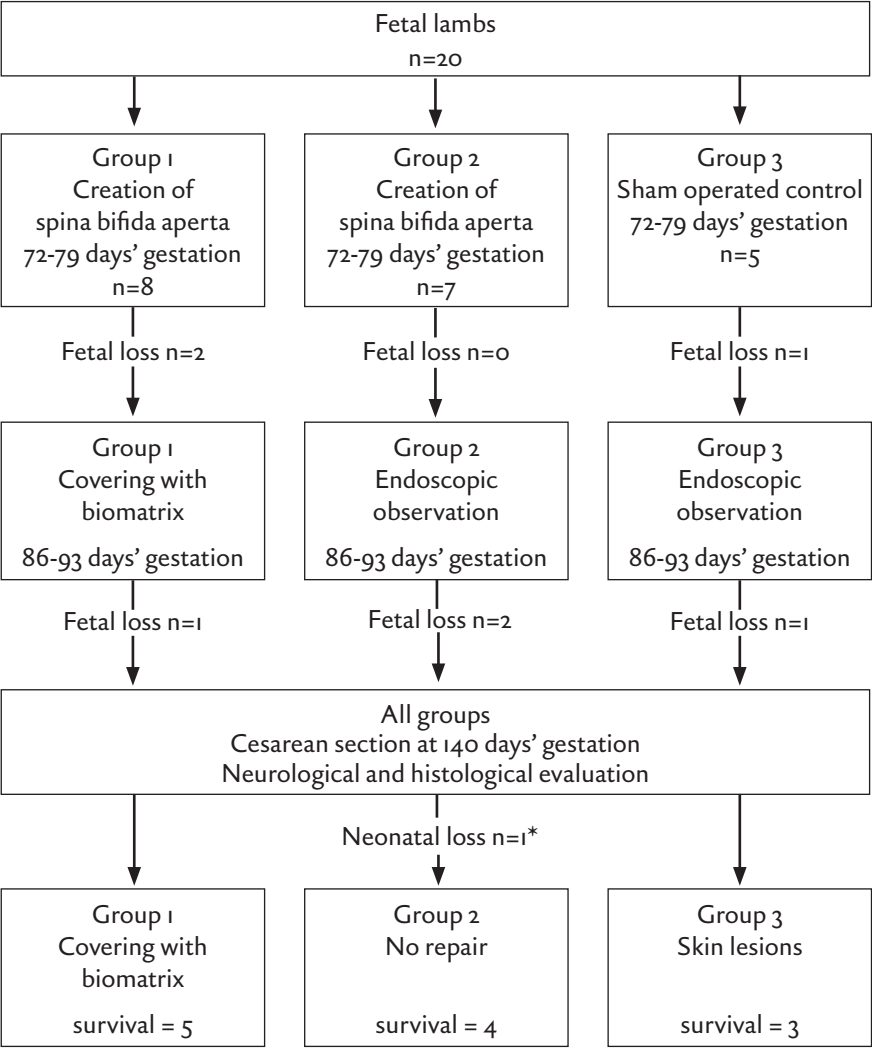 Fetal lambs
n=20
Group 1
Creation of
spina bifida aperta
72-79 days’ gestation
n=8
Group 2
Creation of
spina bifida aperta
72-79 days’ gestation
n=7
Group 3
Sham operated control
72-79 days’ gestation
n=5
Fetal loss n=2
Fetal loss n=0
Fetal loss n=1
Group 1
Covering with
biomatrix
86-93 days’ gestation
Group 2
Endoscopic
observation
86-93 days’ gestation
Group 3
Endoscopic
observation
86-93 days’ gestation
Fetal loss n=1
Fetal loss n=2
Fetal loss n=1
All groups
Cesarean section at 140 days’ gestation
Neurological and histological evaluation
Neonatal loss n=1*
Group 1
Covering with
biomatrix
survival = 5
Group 2
No repair
survival = 4
Group 3
Skin lesions
survival = 3